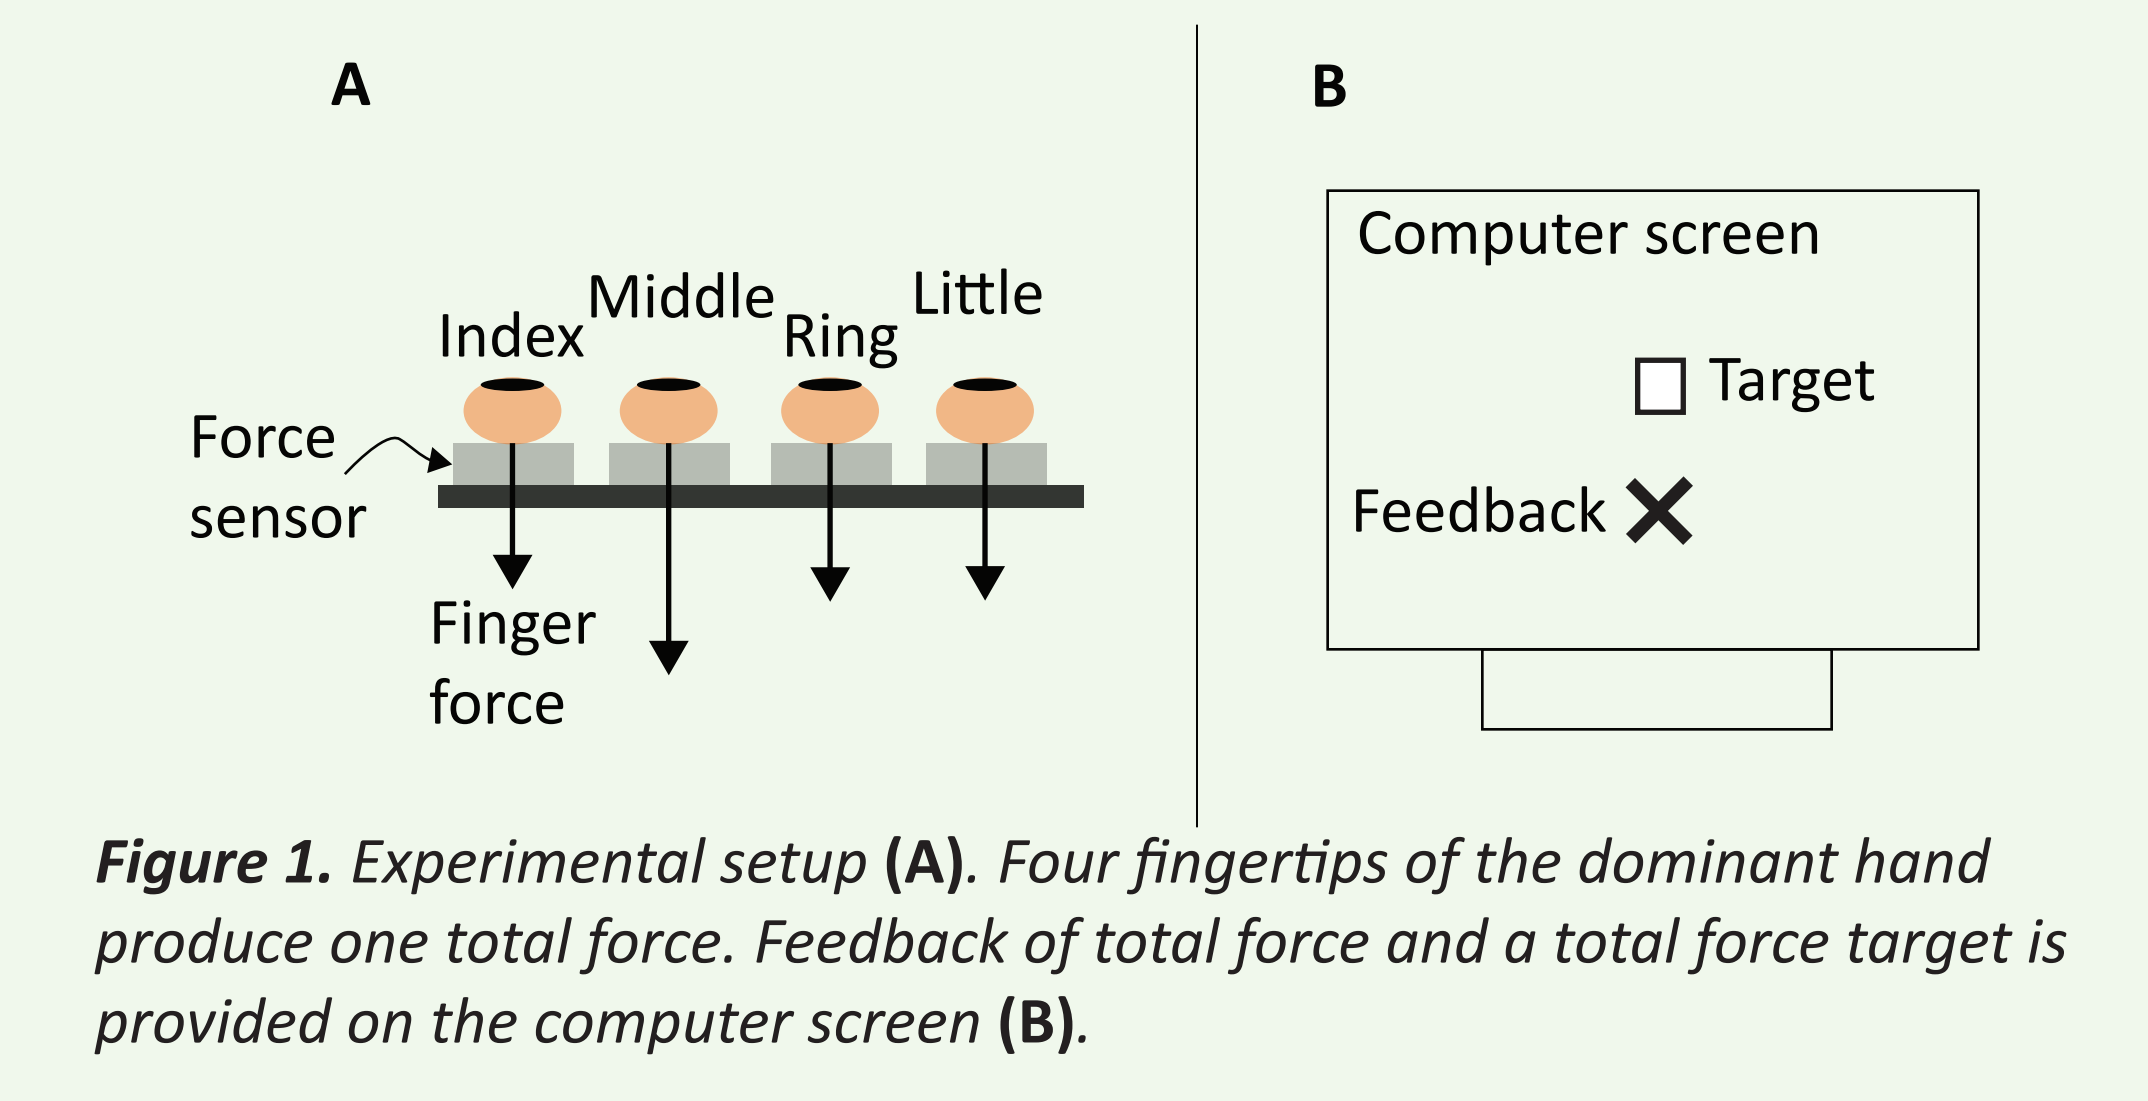 A
B
Computer screen
Little
Middle
Index
Ring
Target
Force
sensor
Feedback
Finger
force
Figure 1. Experimental setup (A). Four fingertips of the dominant hand
produce one total force. Feedback of total force and a total force target is
provided on the computer screen (B).